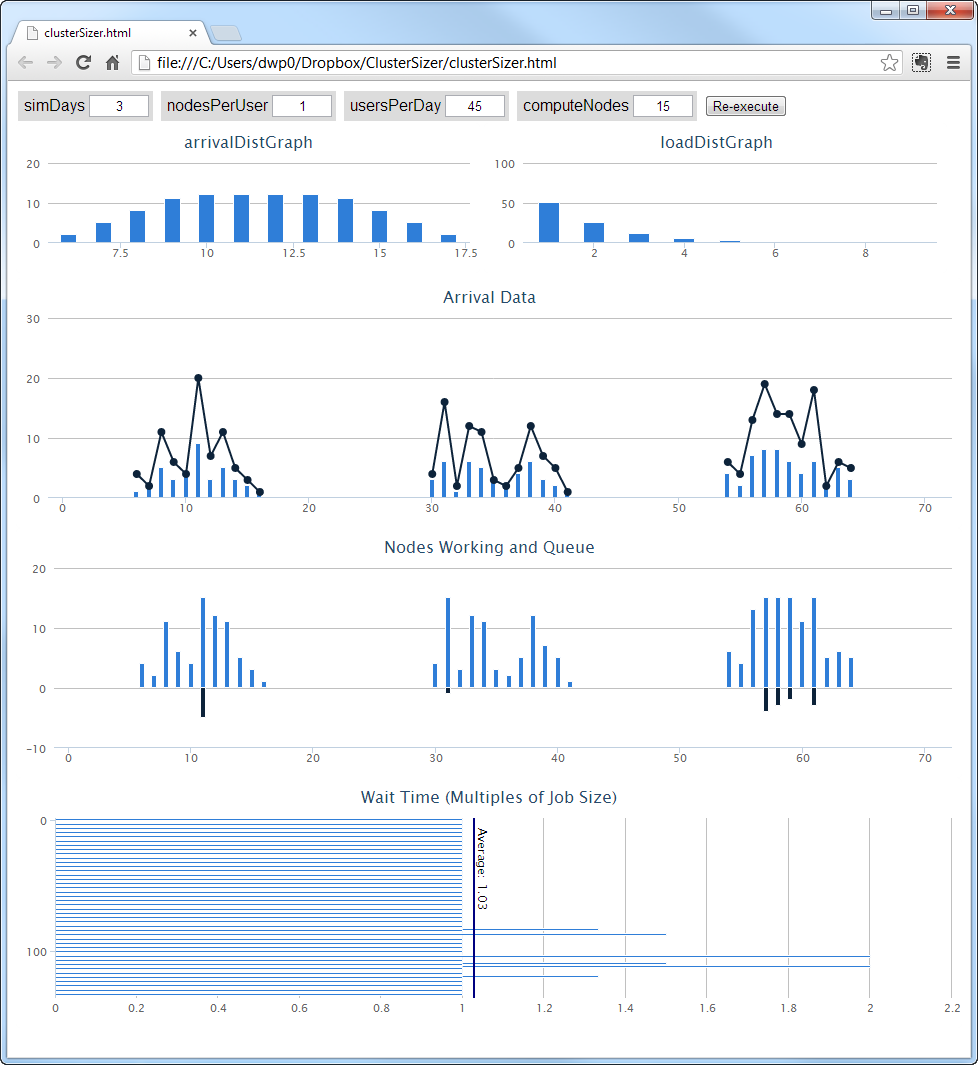 clusterSizer.html
file:///C:/Users/dwp0/Dropbox/ClusterSizer/clusterSizer.html
simDays 3 nodesPerUser 1 usersPerDay 45 computeNodes 15 Re-execute
arrivalDistGraph
20
10
0
7.5 10 12.5 15 17.5
loadDistGraph
100
50
0
2 4 6 8
Arrival Data
30
20
10
0
0 10 20 30 40 50 60 70
Nodes Working and Queue
20
10
0
-10
0 10 20 30 40 50 60 70
Wait Time (Multiples of Job Size)
0
100
Average: 1.03
0 0.2 0.4 0.6 0.8 1 1.2 1.4 1.6 1.8 2 2.2